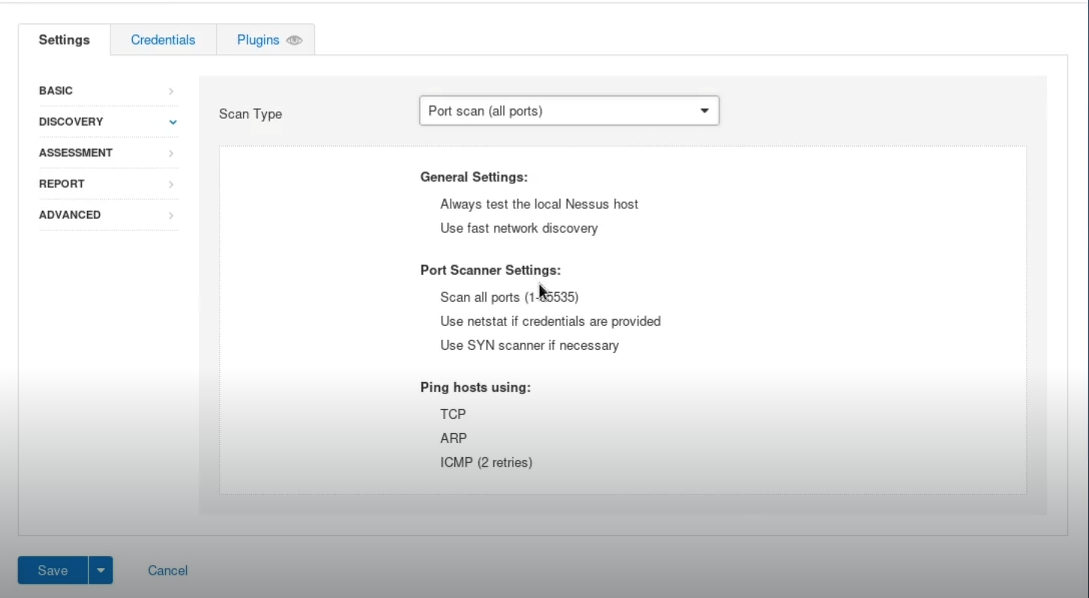 Settings
Credentials
Plugins
BASIC
DISCOVERY
ASSESSMENT
REPORT
ADVANCED
Scan Type
Port scan (all ports)
General Settings:
Always test the local Nessus host
Use fast network discovery
Port Scanner Settings:
Scan all ports (1-65535)
Use netstat if credentials are provided
Use SYN scanner if necessary
Ping hosts using:
TCP
ARP
ICMP (2 retries)
Save
Cancel